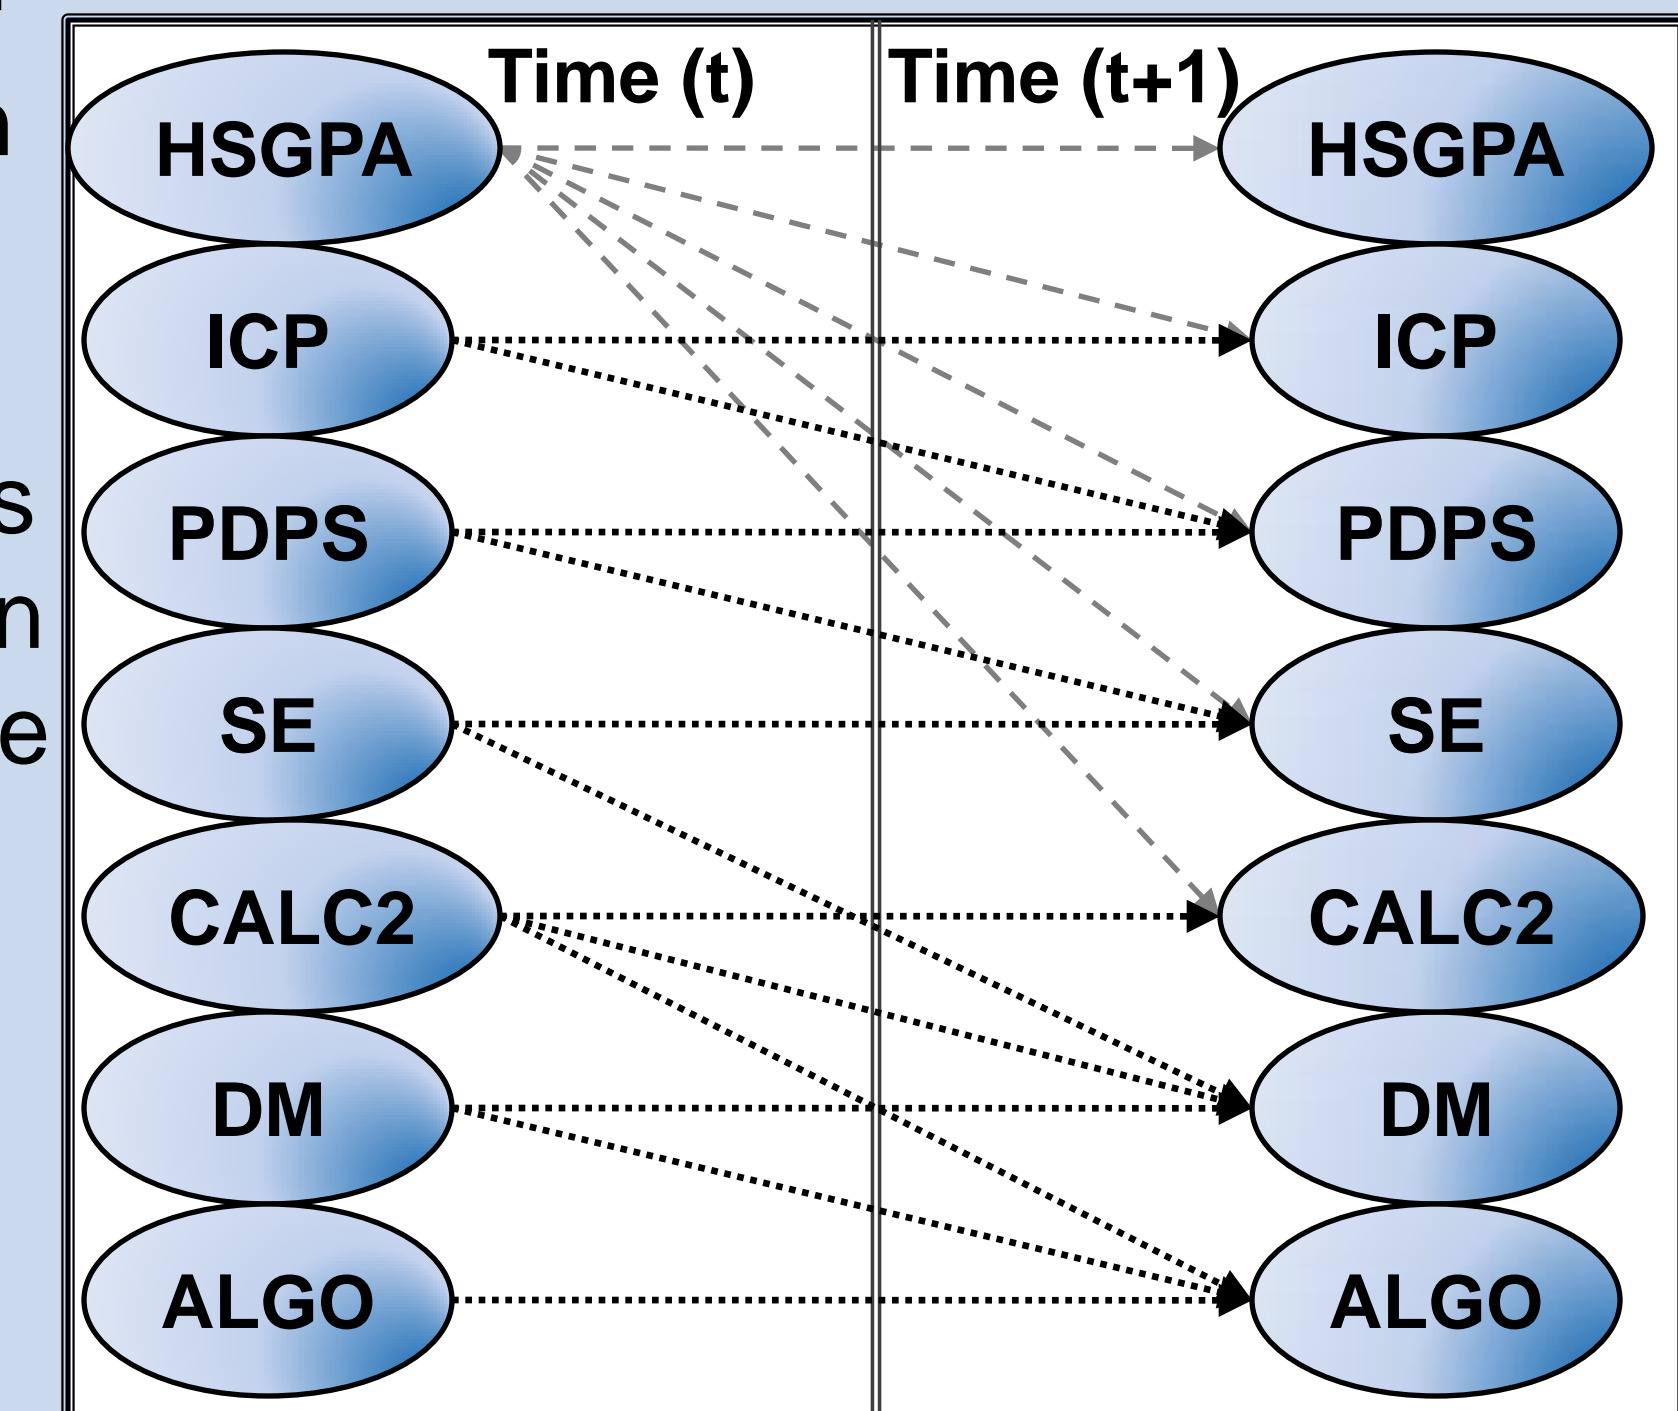 Time (t)
Time (t+1)
HSGPA
HSGPA
ICP
ICP
PDPS
PDPS
SE
SE
CALC2
CALC2
DM
DM
ALGO
ALGO
n
s
n
e